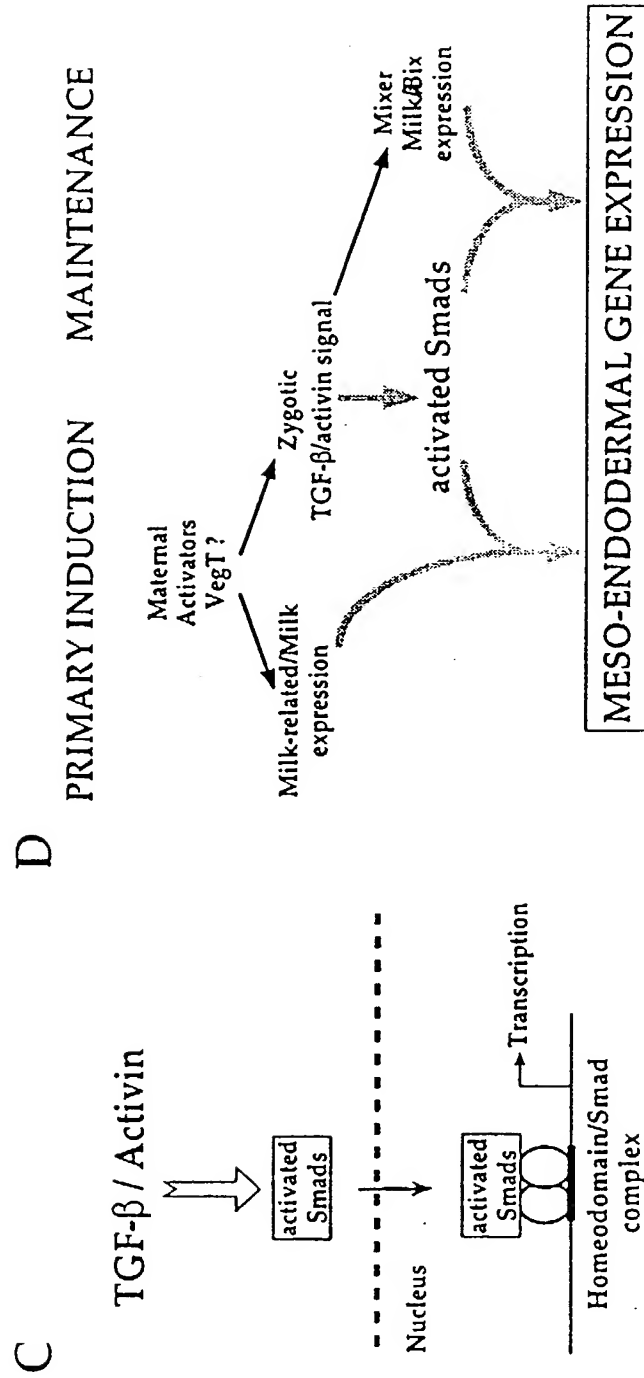 C
TGF-β / Activin
activated
Smads
Nucleus
activated
Smads
Transcription
Homeodomain/Smad
complex
D
PRIMARY INDUCTION
MAINTENANCE
Maternal
Activators
VegT?
Milk-related/Milk
expression
Zygotic
TGF-β/activin signal
Mixer
Milk/Bix
expression
activated Smads
MESO-ENDODERMAL GENE EXPRESSION